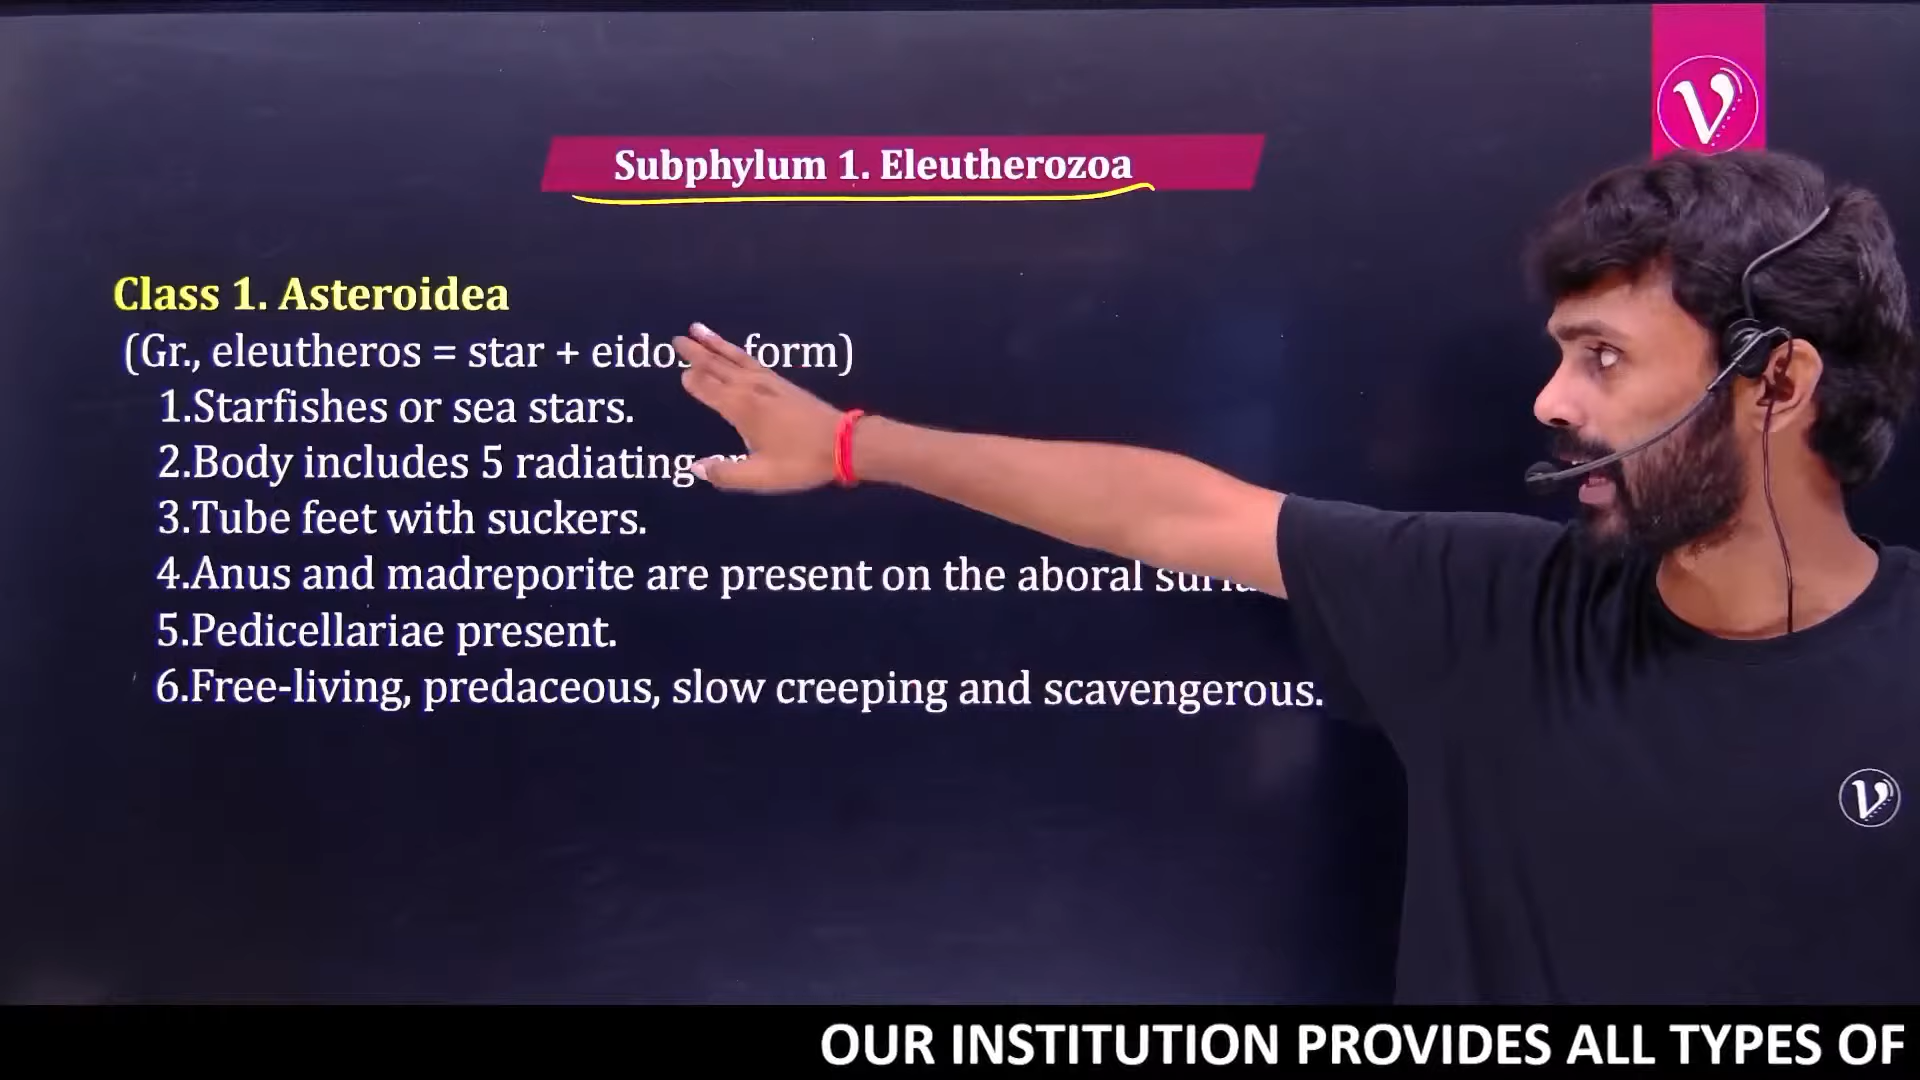 Subphylum 1. Eleutherozoa
Class 1. Asteroidea
(Gr., eleutheros = star + eidos form)
1.Starfishes or sea stars.
2.Body includes 5 radiating
3.Tube feet with suckers.
4.Anus and madreporite are present on the aboral
5.Pedicellariae present.
6.Free-living, predaceous, slow creeping and scavengerous.
OUR INSTITUTION PROVIDES ALL TYPES OF